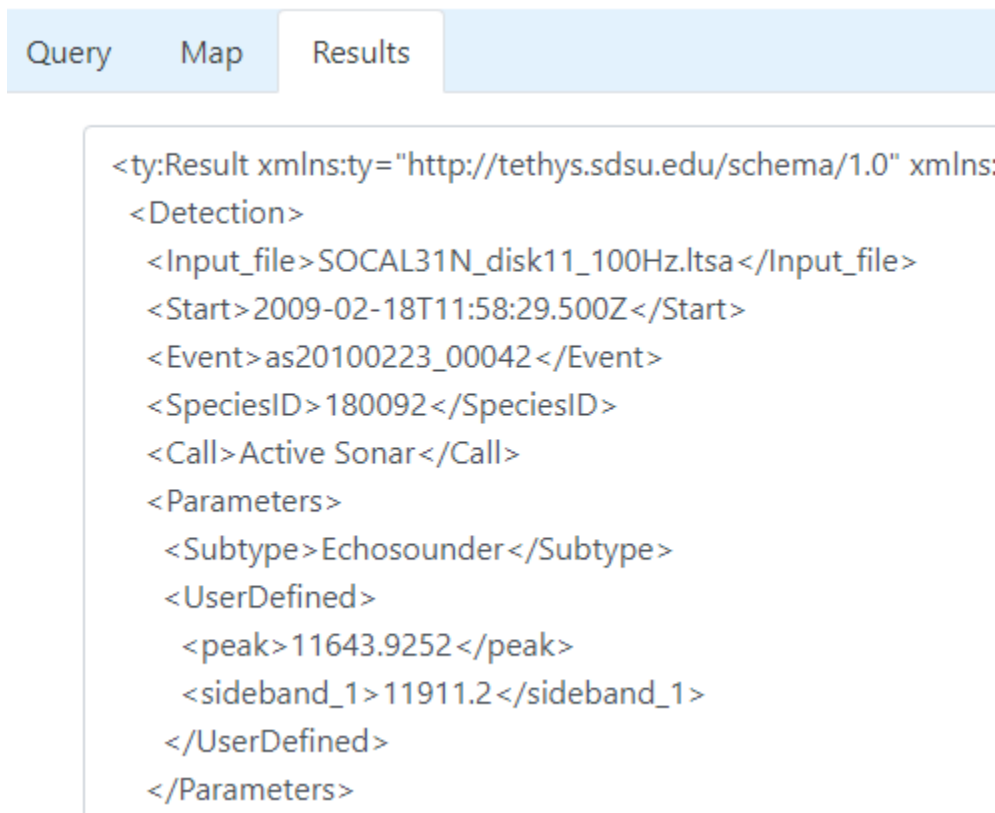 Query Map Results
<ty:Result xmlns:ty="http://tethys.sdsu.edu/schema/1.0" xmlns:
<Detection>
<Input_file>SOCAL31N_disk11_100Hz.ltsa</Input_file>
<Start>2009-02-18T11:58:29.500Z</Start>
<Event>as20100223_00042</Event>
<SpeciesID>180092</SpeciesID>
<Call>Active Sonar</Call>
<Parameters>
<Subtype>Echosounder</Subtype>
<UserDefined>
<peak>11643.9252</peak>
<sideband_1>11911.2</sideband_1>
</UserDefined>
</Parameters>